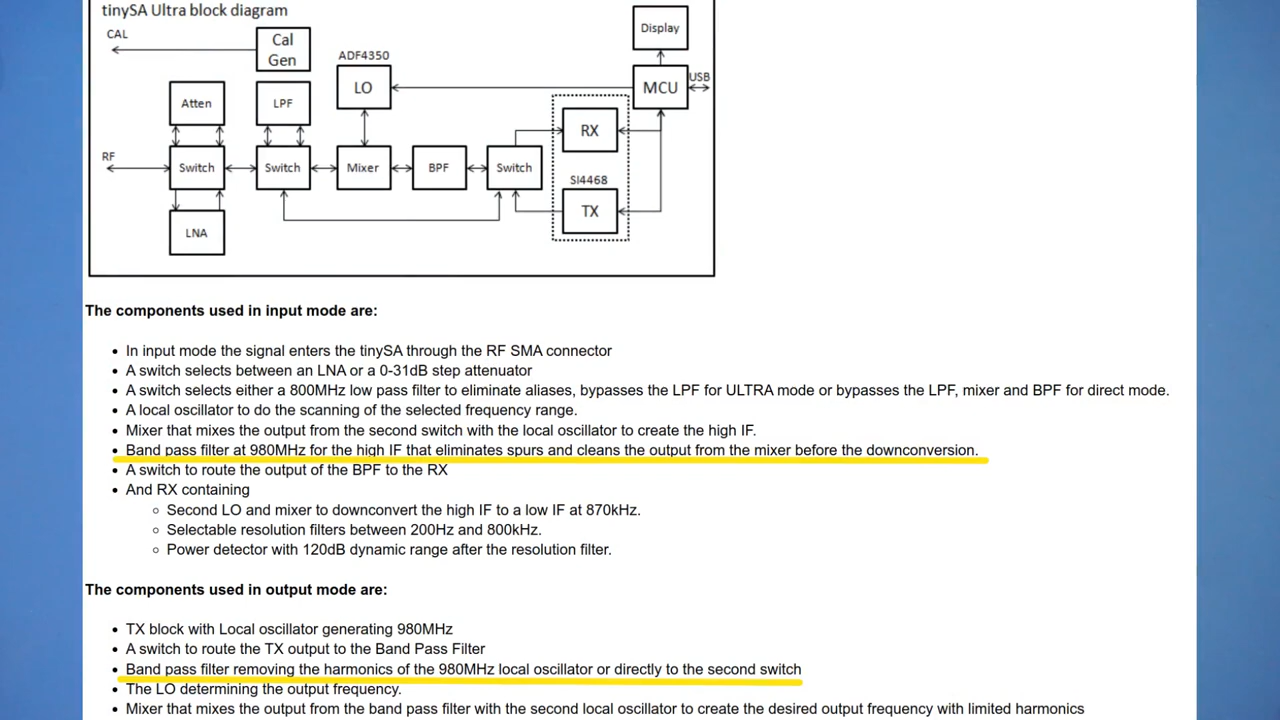 tinySA Ultra block diagram
CAL
Cal
Gen
ADF4350
Display
Atten
LPF
LO
MCU
USB
RX
RF
Switch
Switch
Mixer
BPF
Switch
SI4468
TX
LNA
The components used in input mode are:
• In input mode the signal enters the tinySA through the RF SMA connector
• A switch selects between an LNA or a 0-31dB step attenuator
• A switch selects either a 800MHz low pass filter to eliminate aliases, bypasses the LPF for ULTRA mode or bypasses the LPF, mixer and BPF for direct mode.
• A local oscillator to do the scanning of the selected frequency range.
• Mixer that mixes the output from the second switch with the local oscillator to create the high IF.
• Band pass filter at 980MHz for the high IF that eliminates spurs and cleans the output from the mixer before the downconversion.
• A switch to route the output of the BPF to the RX
• And RX containing
◦ Second LO and mixer to downconvert the high IF to a low IF at 870kHz.
◦ Selectable resolution filters between 200Hz and 800kHz.
◦ Power detector with 120dB dynamic range after the resolution filter.
The components used in output mode are:
• TX block with Local oscillator generating 980MHz
• A switch to route the TX output to the Band Pass Filter
• Band pass filter removing the harmonics of the 980MHz local oscillator or directly to the second switch
• The LO determining the output frequency.
• Mixer that mixes the output from the band pass filter with the second local oscillator to create the desired output frequency with limited harmonics